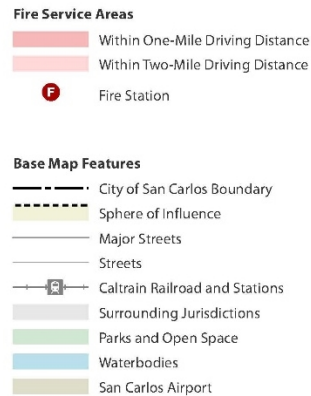 Fire Service Areas
Within One-Mile Driving Distance
Within Two-Mile Driving Distance
F Fire Station
Base Map Features
City of San Carlos Boundary
Sphere of Influence
Major Streets
Streets
Caltrain Railroad and Stations
Surrounding Jurisdictions
Parks and Open Space
Waterbodies
San Carlos Airport